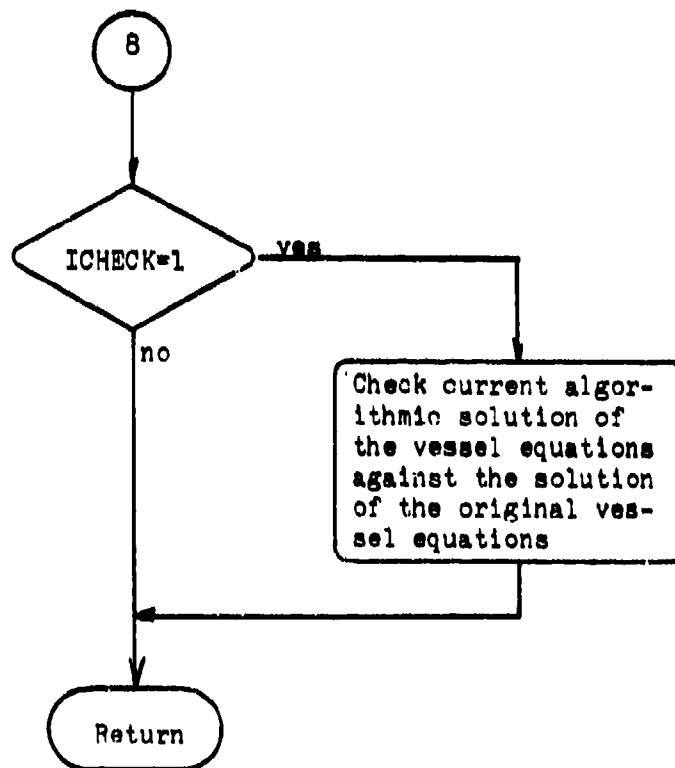 8
ICHECK=1
yes
no
Check current algor-
ithmic solution of
the vessel equations
against the solution
of the original ves-
sel equations
Return